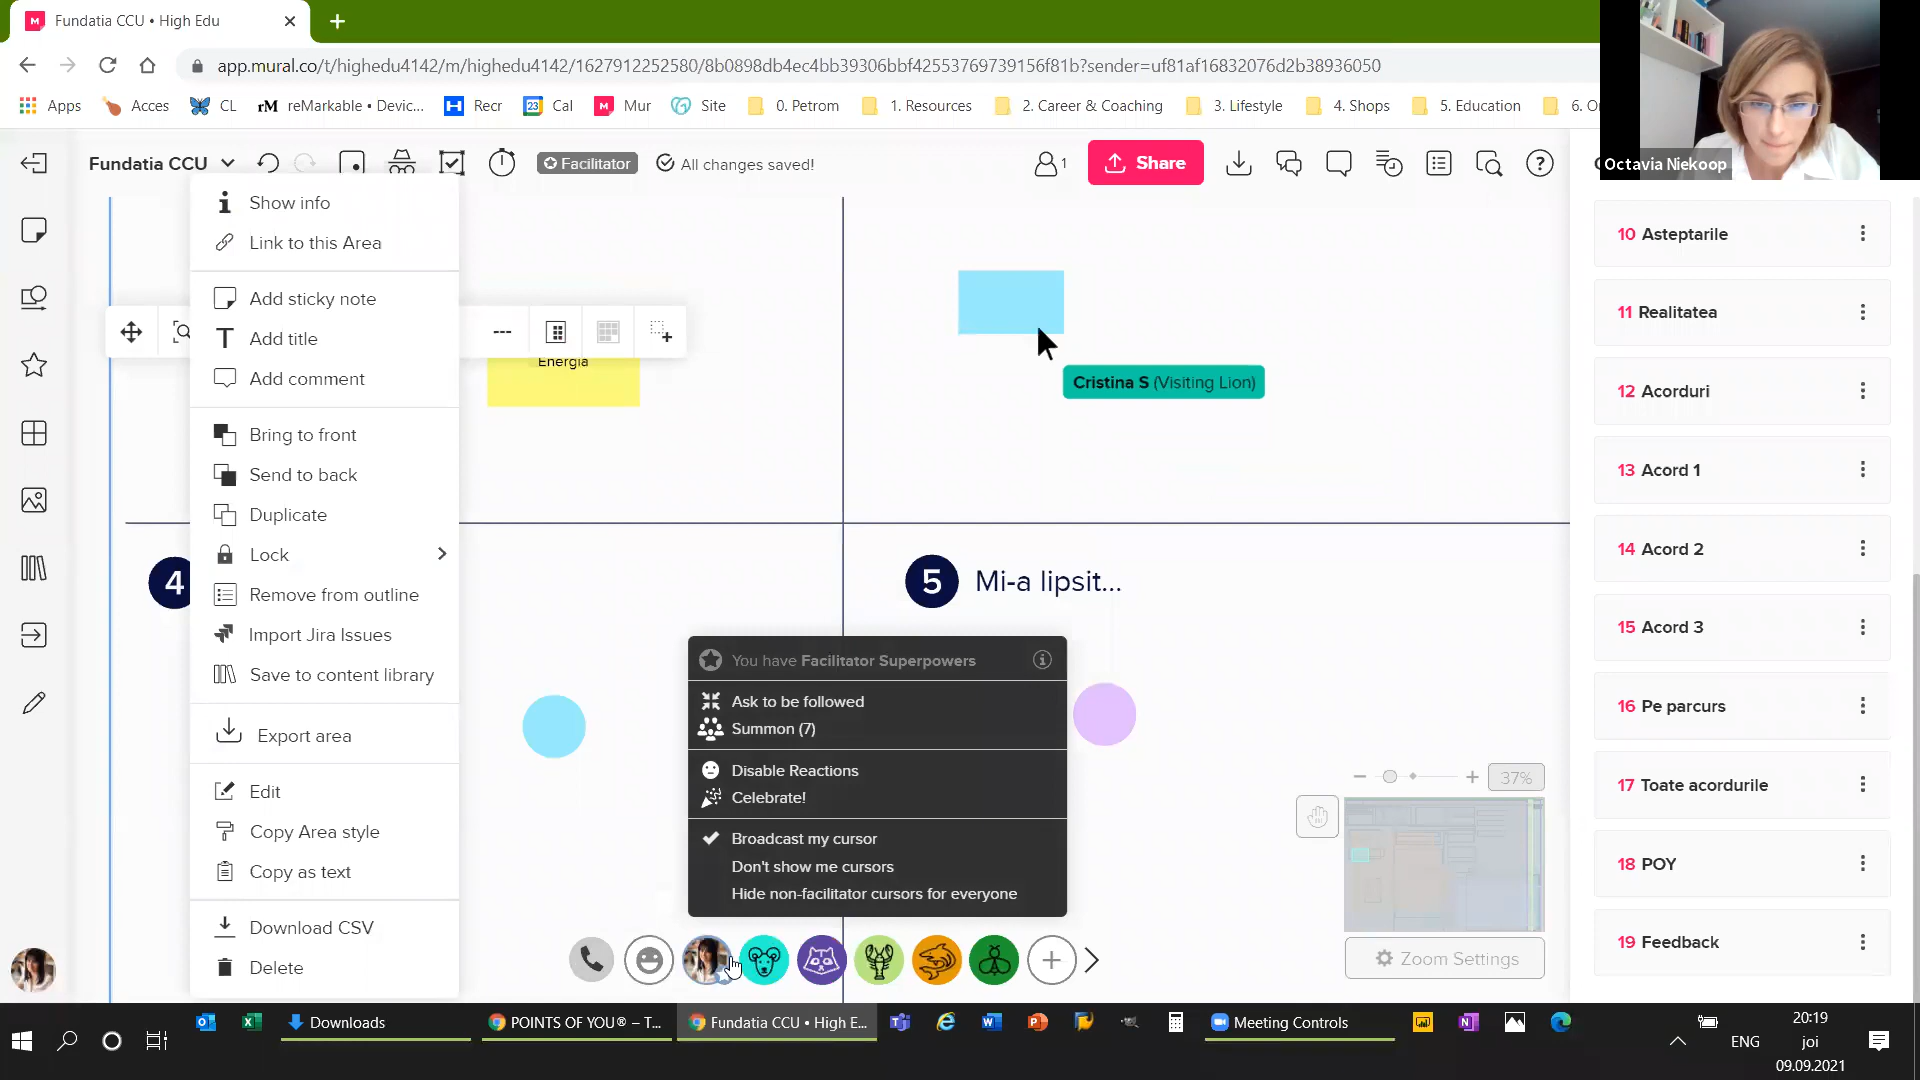 Fundatia CCU • High Edu
app.mural.co/t/highedu4142/m/highedu4142/1627912252580/8b0898db4ec4bb39306bbf42553769739156f81b?sender=uf81af16832076d2b38936050
Apps
Acces
CL
rM reMarkable • Devic...
Recr
23 Cal
Mur
Site
0. Petrom
1. Resources
2. Career & Coaching
3. Lifestyle
4. Shops
5. Education
Octavia Niekoop
Fundatia CCU
Facilitator
All changes saved!
1
Share
Show info
Link to this Area
Add sticky note
Add title
Add comment
Bring to front
Send to back
Duplicate
Lock
Remove from outline
Import Jira Issues
Save to content library
Export area
Edit
Copy Area style
Copy as text
Download CSV
Delete
Energia
Cristina S (Visiting Lion)
4
5 Mi-a lipsit...
You have Facilitator Superpowers
Ask to be followed
Summon (7)
Disable Reactions
Celebrate!
Broadcast my cursor
Don't show me cursors
Hide non-facilitator cursors for everyone
37%
Zoom Settings
10 Asteptarile
11 Realitatea
12 Acorduri
13 Acord 1
14 Acord 2
15 Acord 3
16 Pe parcurs
17 Toate acordurile
18 POY
19 Feedback
Downloads
POINTS OF YOU® – T...
Fundatia CCU • High E...
Meeting Controls
ENG
20:19
joi
09.09.2021